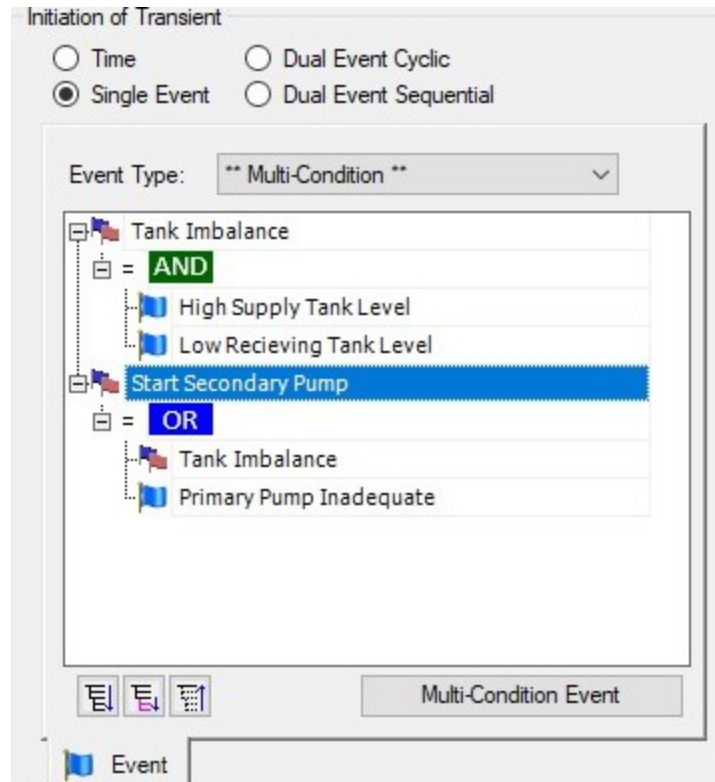 Initiation of Transient
Time Dual Event Cyclic
Single Event Dual Event Sequential
Event Type: ** Multi-Condition **
Tank Imbalance
= AND
High Supply Tank Level
Low Recieving Tank Level
Start Secondary Pump
= OR
Tank Imbalance
Primary Pump Inadequate
Multi-Condition Event
Event